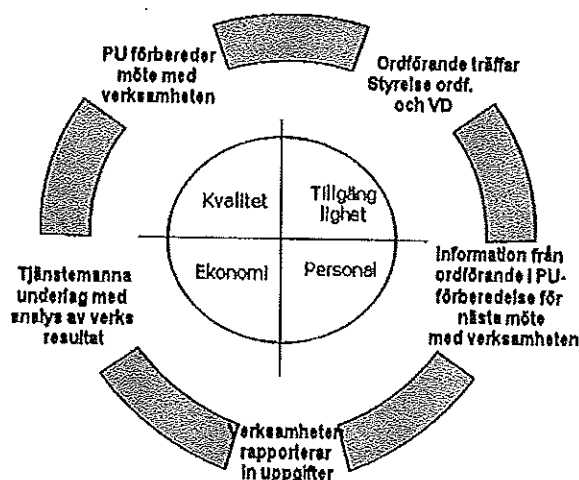 PU förbereder
möte med
verksamheten
Ordförande träffar
Styrelse ordf.
och VD
Kvalitet
Tillgäng
lighet
Ekonomi
Personal
Tjänstemanna
underlag med
analys av verks
resultat
Information från
ordförande i PU-
förberedelse för
nästa möte
med verksamheten
Verksamheten
rapporterar
in uppgifter